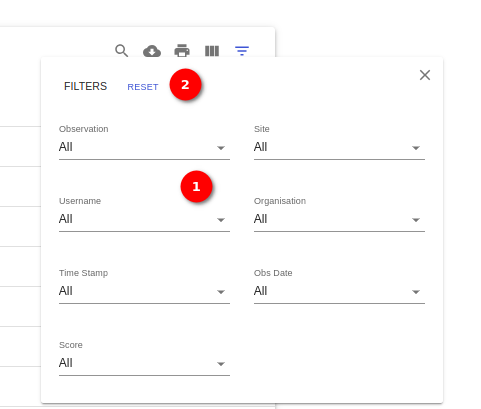 FILTERS RESET 2
Observation Site
All All
1
Username Organisation
All All
Time Stamp Obs Date
All All
Score
All